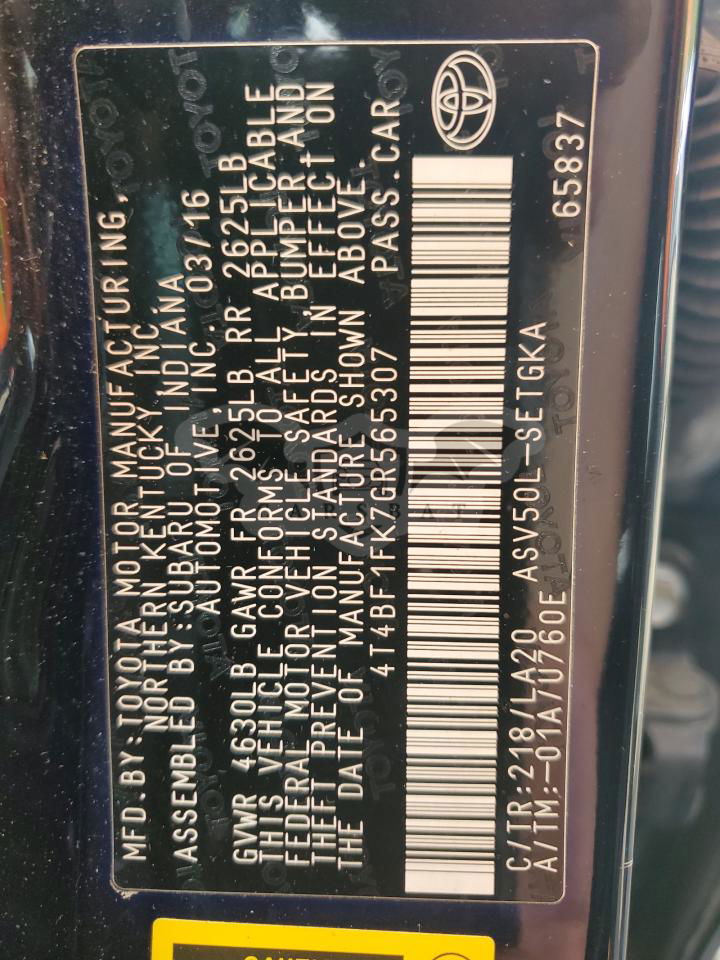 MFD.BY:TOYOTA MOTOR MANUFACTURING,
NORTHERN KENTUCKY INC
ASSEMBLED BY:SUBARU OF INDIANA
AUTOMOTIVE, INC. 03/16
GVWR 4630LB GAWR FR 2625LB RR 2625LB
THIS VEHICLE CONFORMS TO ALL APPLICABLE
FEDERAL MOTOR VEHICLE SAFETY, BUMPER AND
THEFT PREVENTION STANDARDS IN EFFECT ON
THE DATE OF MANUFACTURE SHOWN ABOVE.
4T4BF1FK7GR565307 PASS.CAR
C/TR:218/LA20 ASV50L-SETGKA
A/TM:-01A/U760E 65837